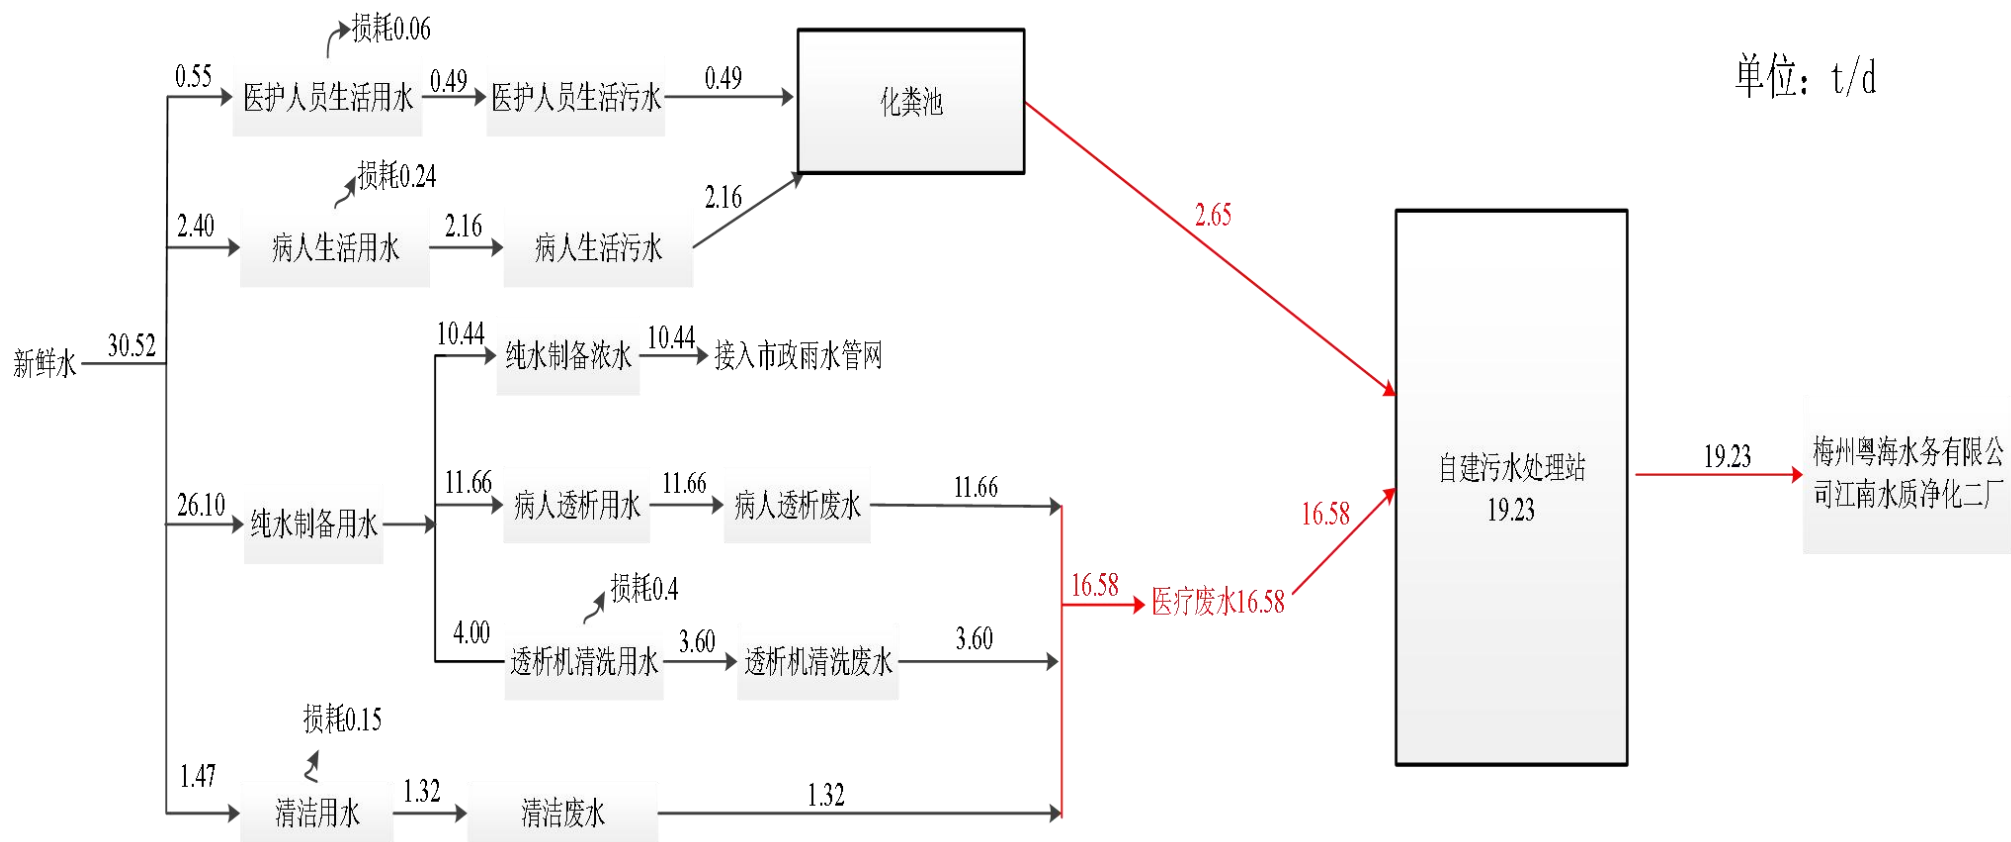 单位：t/d
损耗0.06
0.55
医护人员生活用水
0.49
医护人员生活污水
0.49
化粪池
损耗0.24
2.40
病人生活用水
2.16
病人生活污水
2.16
2.65
新鲜水
30.52
10.44
纯水制备浓水
10.44
接入市政雨水管网
26.10
纯水制备用水
11.66
病人透析用水
11.66
病人透析废水
11.66
损耗0.4
4.00
透析机清洗用水
3.60
透析机清洗废水
3.60
16.58
医疗废水16.58
16.58
自建污水处理站
19.23
19.23
梅州粤海水务有限公
司江南水质净化二厂
损耗0.15
1.47
清洁用水
1.32
清洁废水
1.32